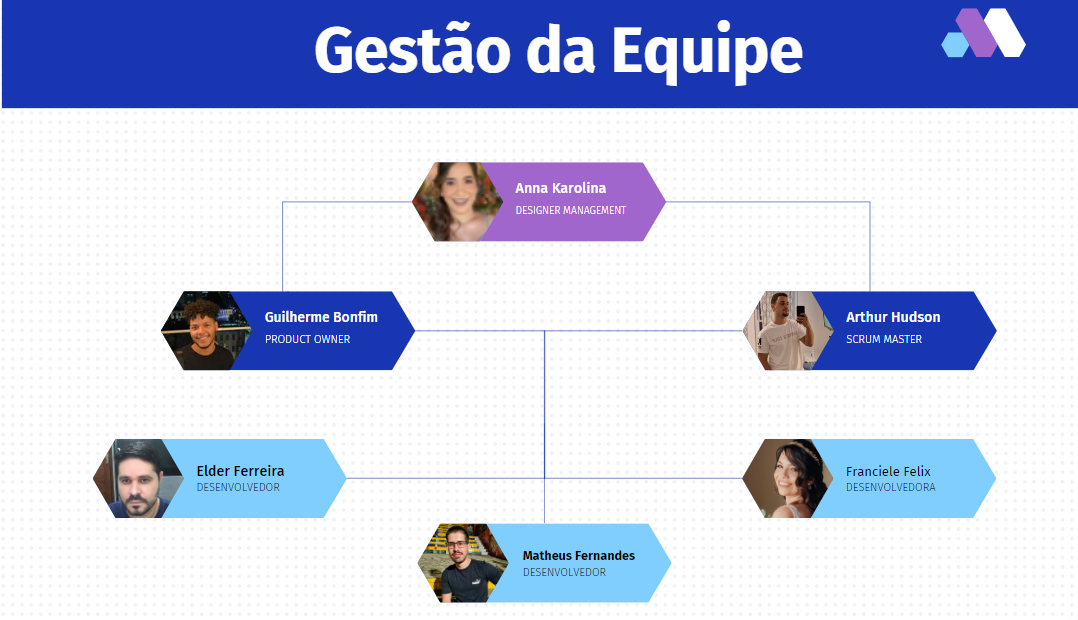 Gestão da Equipe
Anna Karolina
DESIGNER MANAGEMENT
Guilherme Bonfim
PRODUCT OWNER
Arthur Hudson
SCRUM MASTER
Elder Ferreira
DESENVOLVEDOR
Franciele Felix
DESENVOLVEDORA
Matheus Fernandes
DESENVOLVEDOR